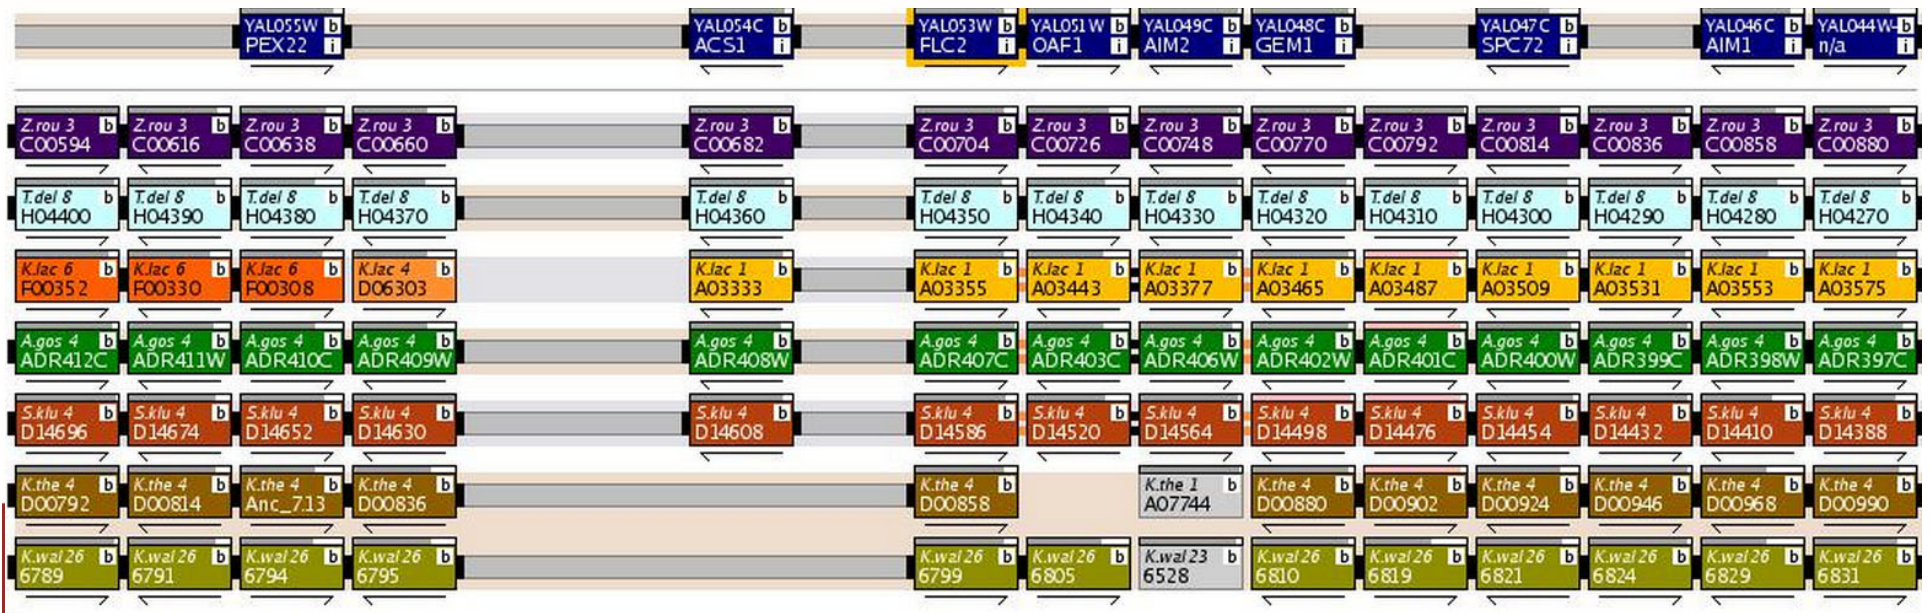 YAL055W b
PEX22 i
YAL054C b
ACS1 i
YAL053W b
FLC2 i
YAL051W b
OAF1 i
YAL049C b
AIM2 i
YAL048C b
GEM1 i
YAL047C b
SPC72 i
YAL046C b
AIM1 i
YAL044W- b
n/a i
Z.rou 3 b
C00594
Z.rou 3 b
C00616
Z.rou 3 b
C00638
Z.rou 3 b
C00660
Z.rou 3 b
C00682
Z.rou 3 b
C00704
Z.rou 3 b
C00726
Z.rou 3 b
C00748
Z.rou 3 b
C00770
Z.rou 3 b
C00792
Z.rou 3 b
C00814
Z.rou 3 b
C00836
Z.rou 3 b
C00858
Z.rou 3 b
C00880
T.del 8 b
H04400
T.del 8 b
H04390
T.del 8 b
H04380
T.del 8 b
H04370
T.del 8 b
H04360
T.del 8 b
H04350
T.del 8 b
H04340
T.del 8 b
H04330
T.del 8 b
H04320
T.del 8 b
H04310
T.del 8 b
H04300
T.del 8 b
H04290
T.del 8 b
H04280
T.del 8 b
H04270
K.lac 6 b
F00352
K.lac 6 b
F00330
K.lac 6 b
F00308
K.lac 4 b
D06303
K.lac 1 b
A03333
K.lac 1 b
A03355
K.lac 1 b
A03443
K.lac 1 b
A03377
K.lac 1 b
A03465
K.lac 1 b
A03487
K.lac 1 b
A03509
K.lac 1 b
A03531
K.lac 1 b
A03553
K.lac 1 b
A03575
A.gos 4 b
ADR412C
A.gos 4 b
ADR411W
A.gos 4 b
ADR410C
A.gos 4 b
ADR409W
A.gos 4 b
ADR408W
A.gos 4 b
ADR407C
A.gos 4 b
ADR403C
A.gos 4 b
ADR406W
A.gos 4 b
ADR402W
A.gos 4 b
ADR401C
A.gos 4 b
ADR400W
A.gos 4 b
ADR399C
A.gos 4 b
ADR398W
A.gos 4 b
ADR397C
S.klu 4 b
D14696
S.klu 4 b
D14674
S.klu 4 b
D14652
S.klu 4 b
D14630
S.klu 4 b
D14608
S.klu 4 b
D14586
S.klu 4 b
D14520
S.klu 4 b
D14564
S.klu 4 b
D14498
S.klu 4 b
D14476
S.klu 4 b
D14454
S.klu 4 b
D14432
S.klu 4 b
D14410
S.klu 4 b
D14388
K.the 4 b
D00792
K.the 4 b
D00814
K.the 4 b
Anc_7.13
K.the 4 b
D00836
K.the 4 b
D00858
K.the 1 b
A07744
K.the 4 b
D00880
K.the 4 b
D00902
K.the 4 b
D00924
K.the 4 b
D00946
K.the 4 b
D00968
K.the 4 b
D00990
K.wal 26 b
6789
K.wal 26 b
6791
K.wal 26 b
6794
K.wal 26 b
6795
K.wal 26 b
6799
K.wal 26 b
6805
K.wal 23 b
6528
K.wal 26 b
6810
K.wal 26 b
6819
K.wal 26 b
6821
K.wal 26 b
6824
K.wal 26 b
6829
K.wal 26 b
6831